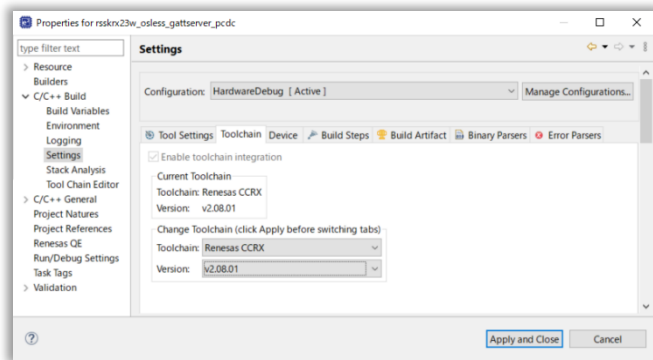 Properties for rsskrx23w_osless_gattserver_pcdc
type filter text
Settings
Resource
Builders
C/C++ Build
Build Variables
Environment
Logging
Settings
Stack Analysis
Tool Chain Editor
C/C++ General
Project Natures
Project References
Renesas QE
Run/Debug Settings
Task Tags
Validation
Configuration: HardwareDebug [ Active ] Manage Configurations...
Tool Settings Toolchain Device Build Steps Build Artifact Binary Parsers Error Parsers
Enable toolchain integration
Current Toolchain
Toolchain: Renesas CCRX
Version: v2.08.01
Change Toolchain (click Apply before switching tabs)
Toolchain: Renesas CCRX
Version: v2.08.01
Apply and Close Cancel